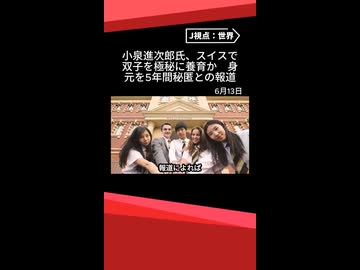 J視点：世界
小泉進次郎氏、スイスで
双子を極秘に養育か　身
元を5年間秘匿との報道
6月13日
報道によれば